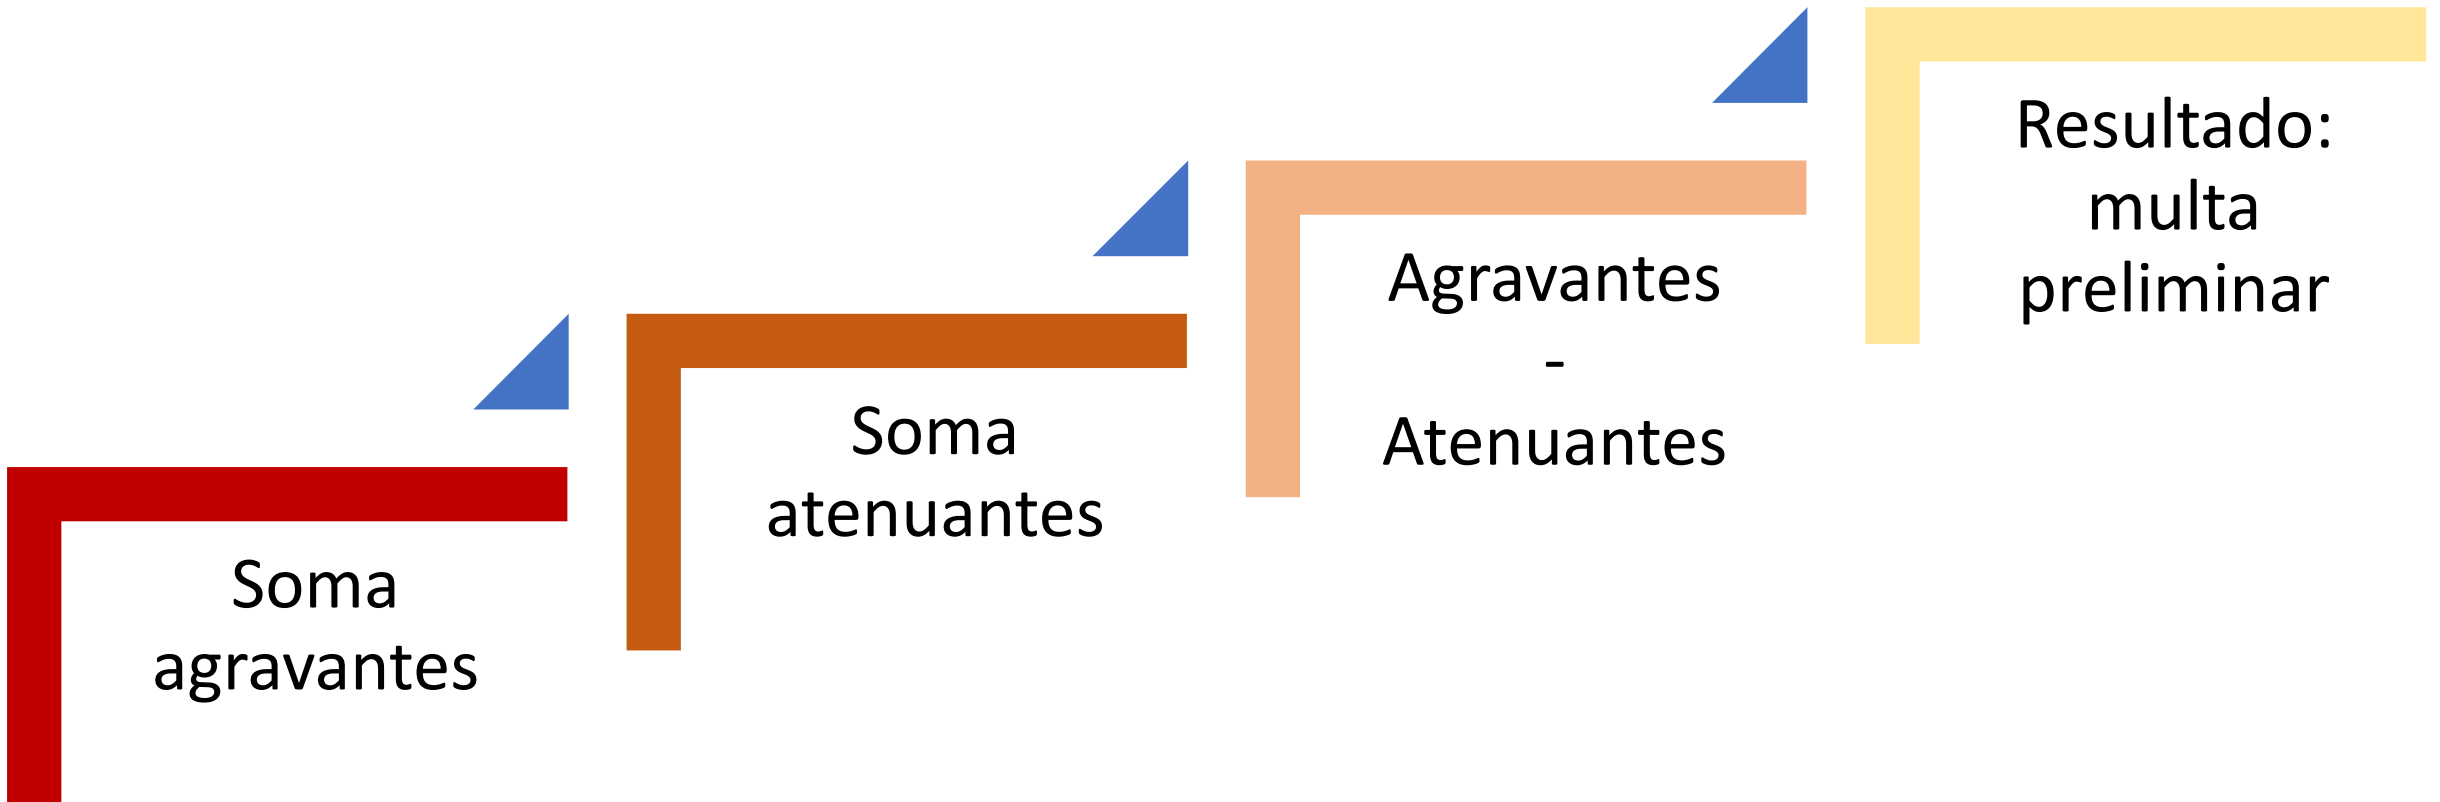 Soma
agravantes
Soma
atenuantes
Agravantes
-
Atenuantes
Resultado:
multa
preliminar